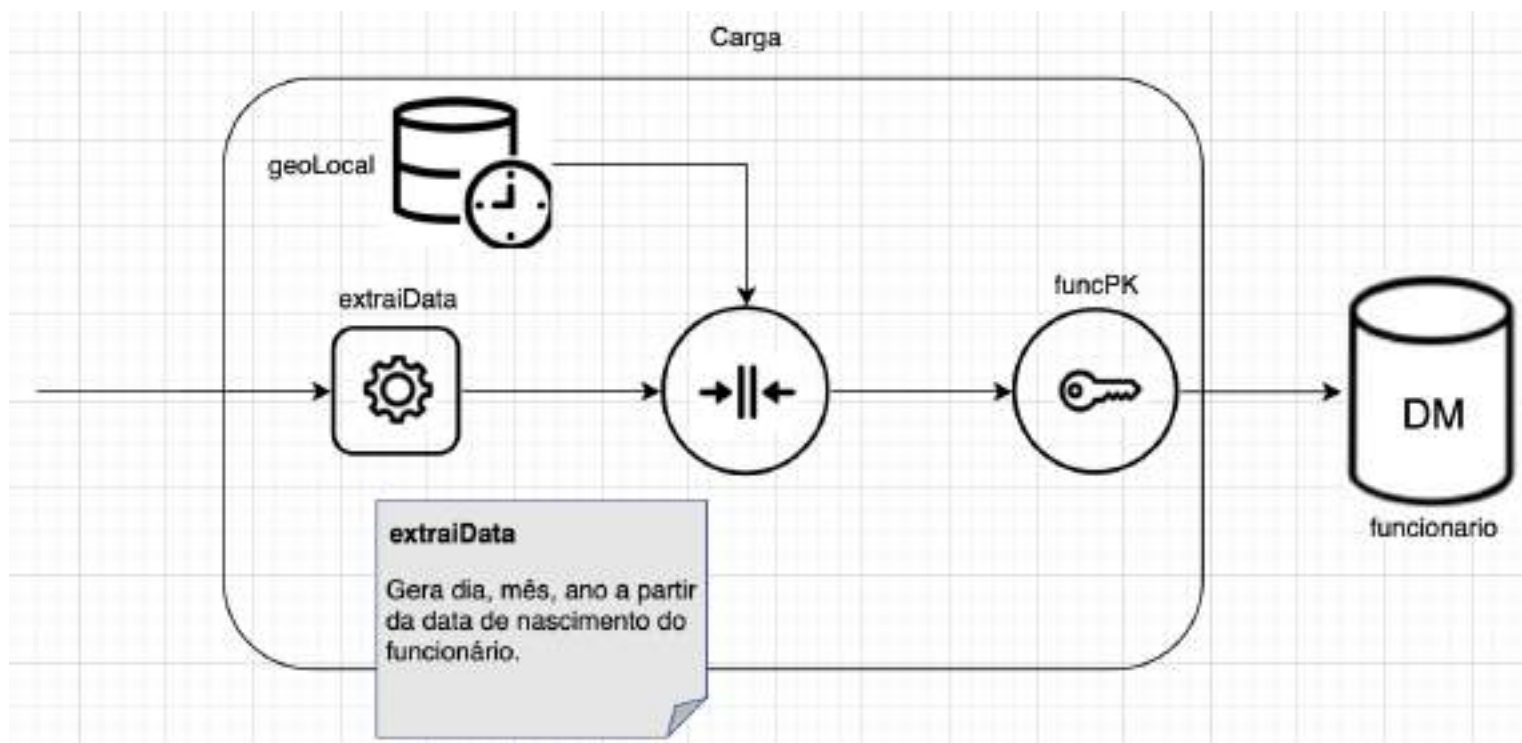 Carga
geoLocal
extraiData
funcPK
DM
funcionario
extraiData
Gera dia, mês, ano a partir
da data de nascimento do
funcionário.